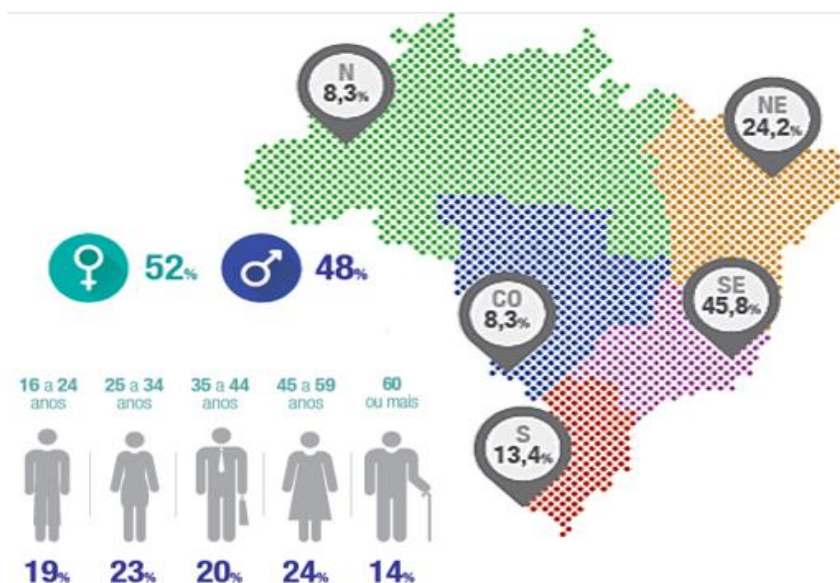 N
8,3%
NE
24,2%
52%
48%
CO
8,3%
SE
45,8%
16 a 24
anos
25 a 34
anos
35 a 44
anos
45 a 59
anos
60
ou mais
S
13,4%
19%
23%
20%
24%
14%